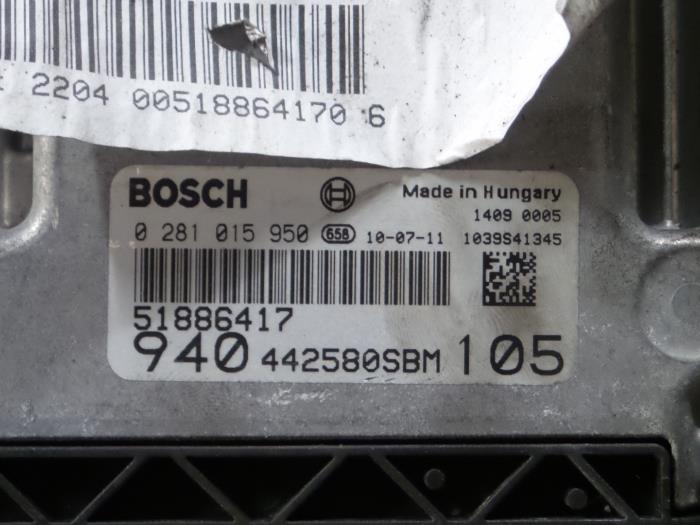 2204 00518864170 6
BOSCH Made in Hungary
1409 0005
0 281 015 950 658 10-07-11 1039S41345
51886417
940 442580SBM 105